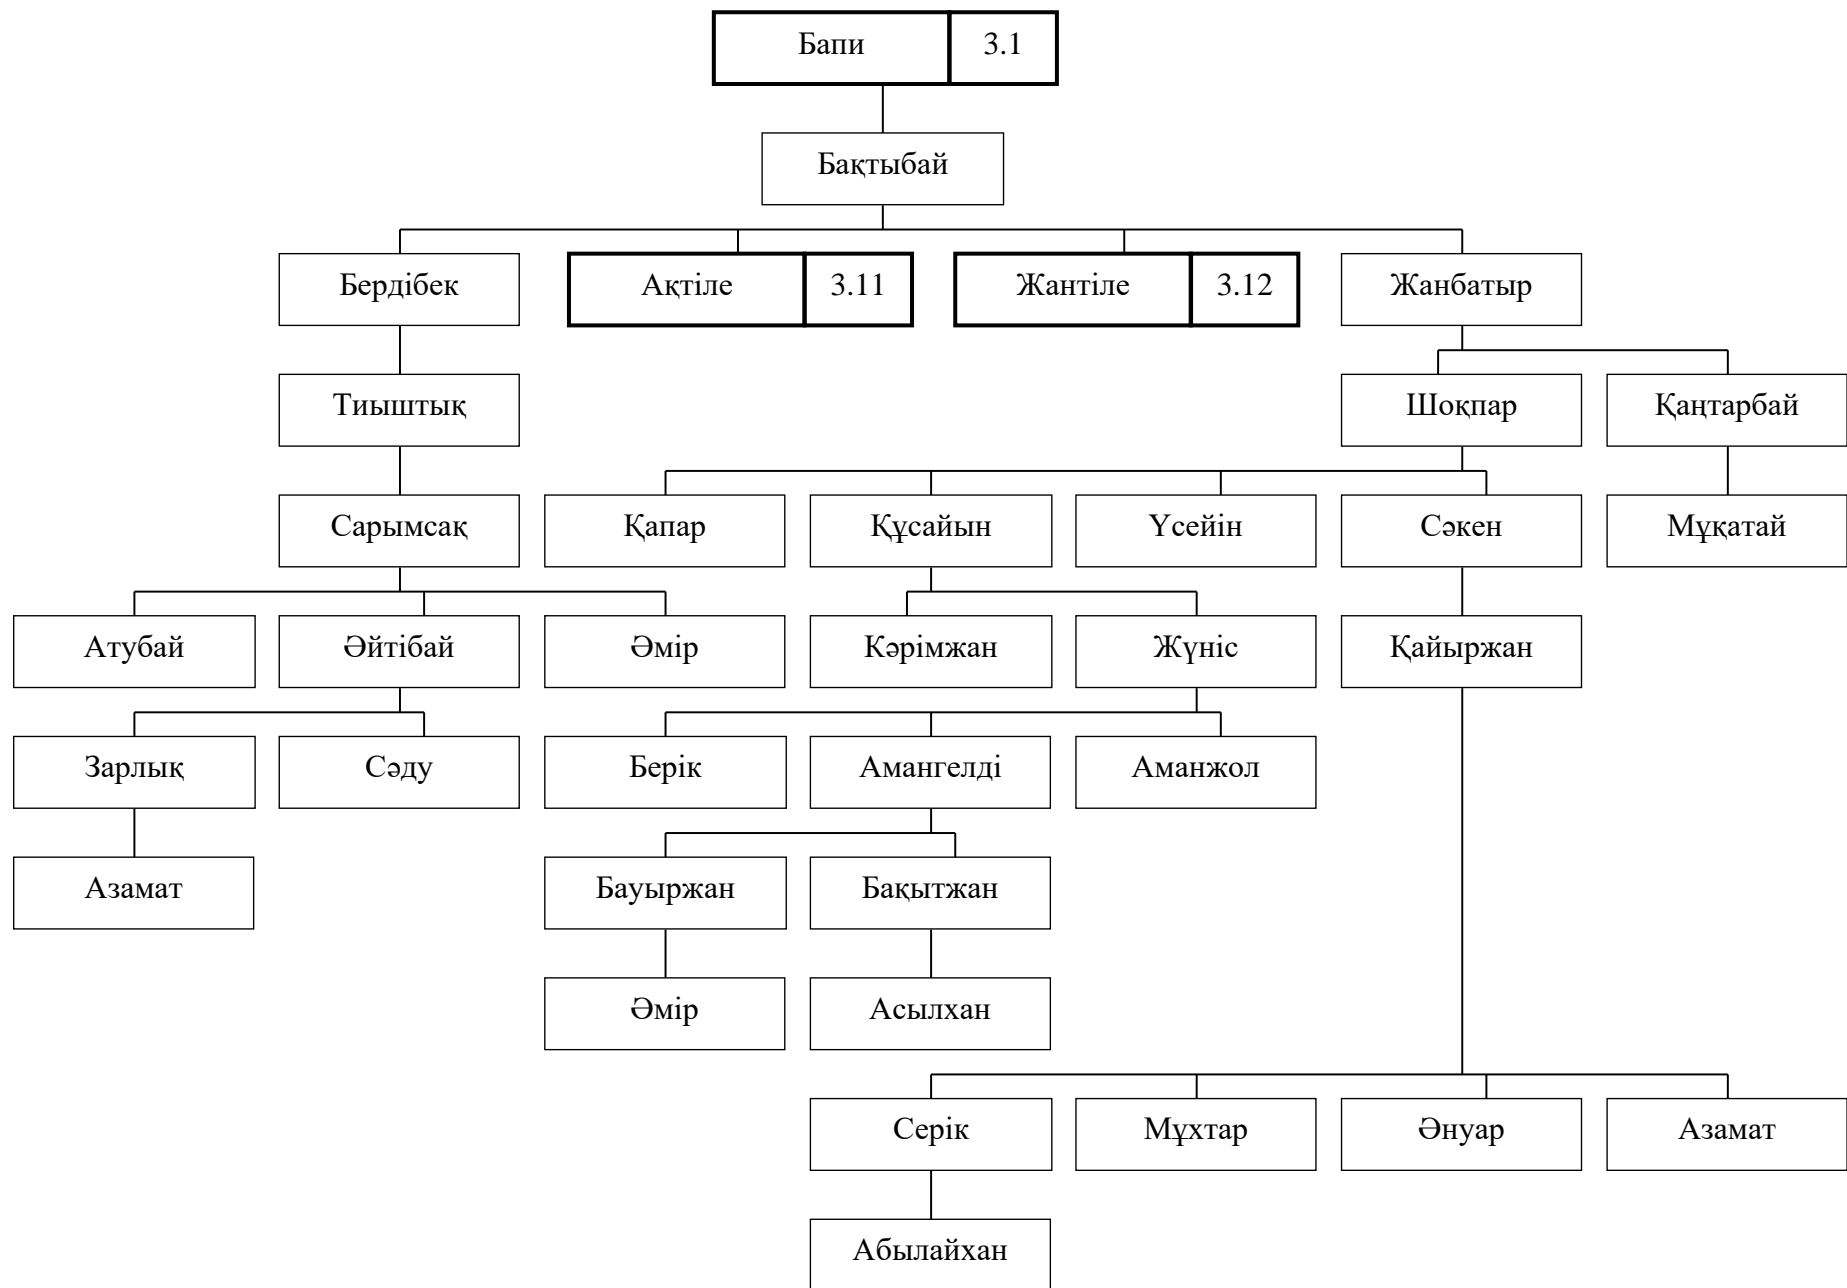 Бапи 3.1
Бақтыбай
Бердібек Ақтіле 3.11 Жантіле 3.12 Жанбатыр
Тиыштық Шоқпар Қаңтарбай
Сарымсақ Қапар Құсайын Үсейін Сәкен Мұқатай
Атубай Әйтібай Әмір Кәрімжан Жүніс Қайыржан
Зарлық Сәду Берік Амангелді Аманжол
Азамат Бауыржан Бақытжан
Әмір Асылхан
Серік Мұхтар Әнуар Азамат
Абылайхан